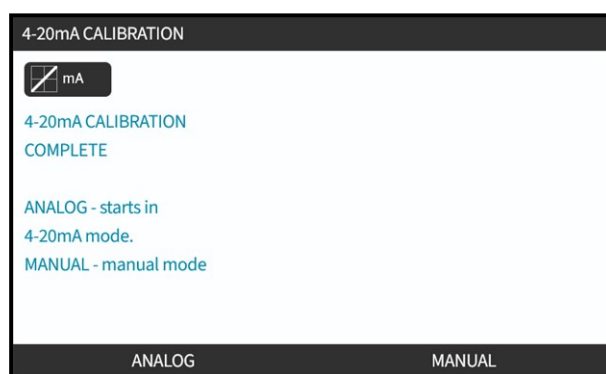 4-20mA CALIBRATION
mA
4-20mA CALIBRATION
COMPLETE
ANALOG - starts in
4-20mA mode.
MANUAL - manual mode
ANALOG MANUAL